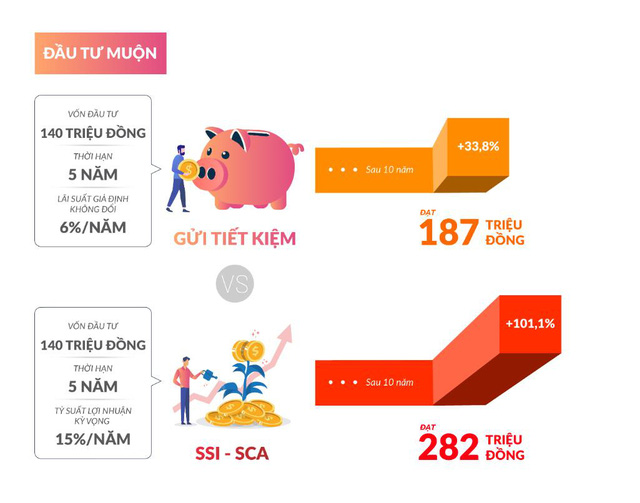 ĐẦU TƯ MUỘN
VỐN ĐẦU TƯ
140 TRIỆU ĐỒNG
THỜI HẠN
5 NĂM
LÃI SUẤT GIẢ ĐỊNH
KHÔNG ĐỔI
6%/NĂM
GỬI TIẾT KIỆM
Sau 10 năm
+33,8%
ĐẠT
187 TRIỆU
ĐỒNG
VS
VỐN ĐẦU TƯ
140 TRIỆU ĐỒNG
THỜI HẠN
5 NĂM
TỶ SUẤT LỢI NHUẬN
KỲ VỌNG
15%/NĂM
SSI - SCA
Sau 10 năm
+101,1%
ĐẠT
282 TRIỆU
ĐỒNG